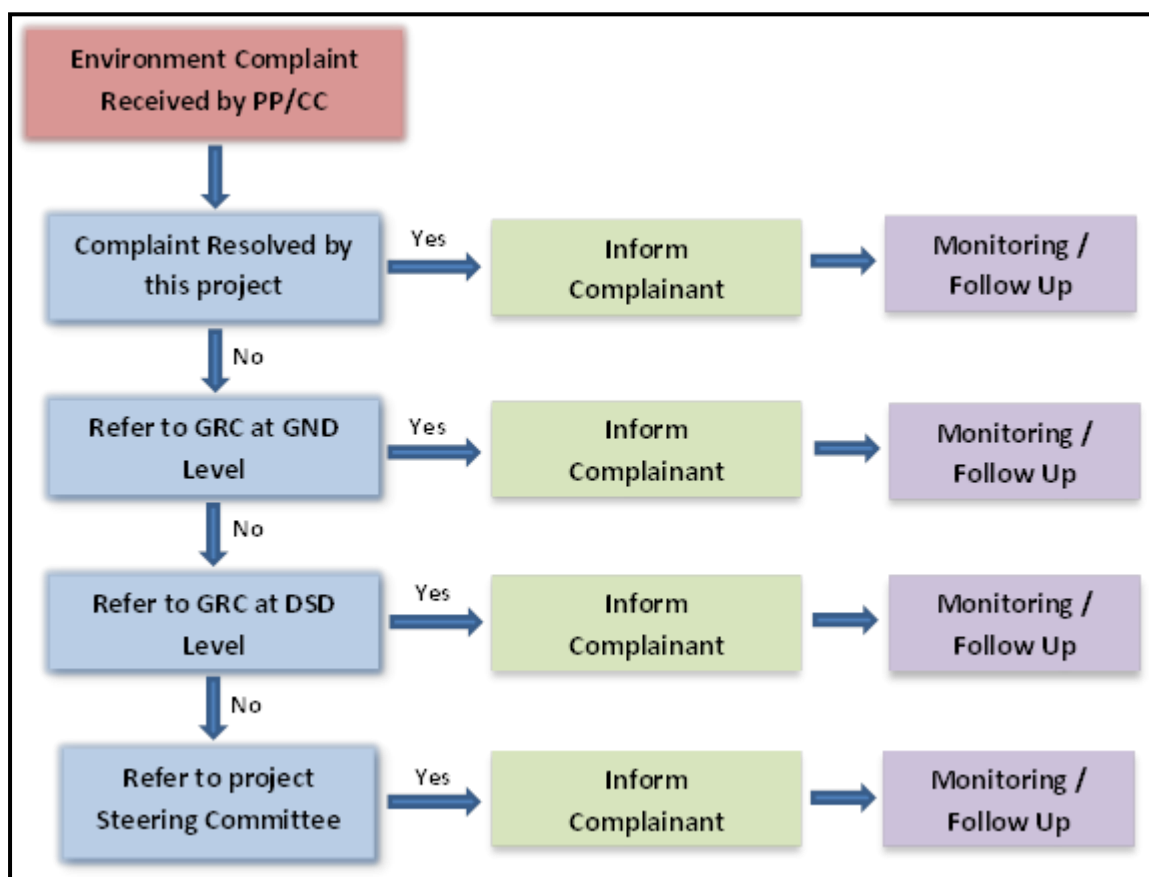 Environment Complaint
Received by PP/CC
Complaint Resolved by
this project
Yes
Inform
Complainant
Monitoring /
Follow Up
No
Refer to GRC at GND
Level
Yes
Inform
Complainant
Monitoring /
Follow Up
No
Refer to GRC at DSD
Level
Yes
Inform
Complainant
Monitoring /
Follow Up
No
Refer to project
Steering Committee
Yes
Inform
Complainant
Monitoring /
Follow Up